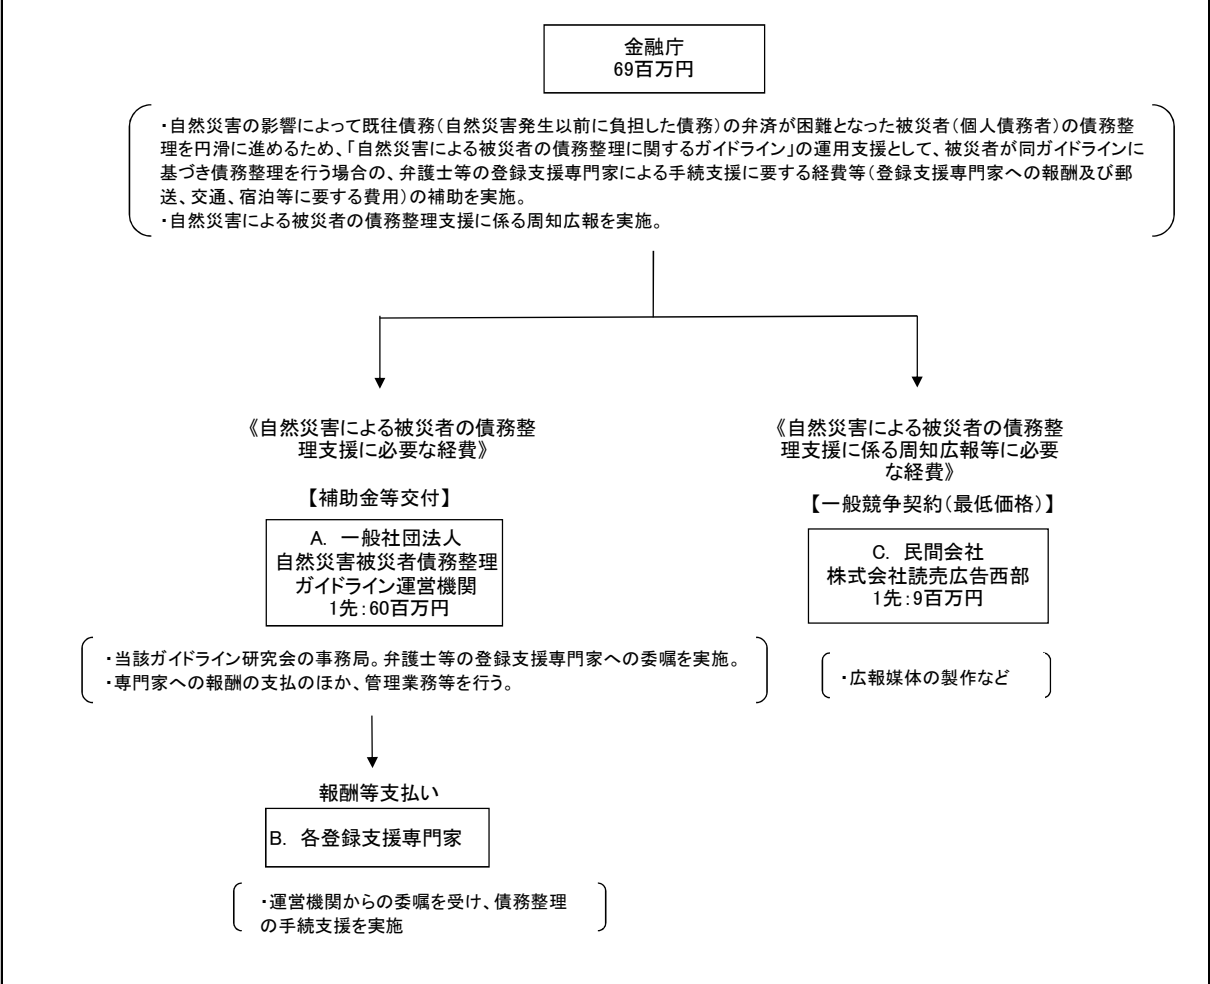 金融庁
69百万円
・自然災害の影響によって既往債務(自然災害発生以前に負担した債務)の弁済が困難となった被災者(個人債務者)の債務整
理を円滑に進めるため、「自然災害による被災者の債務整理に関するガイドライン」の運用支援として、被災者が同ガイドラインに
基づき債務整理を行う場合の、弁護士等の登録支援専門家による手続支援に要する経費等(登録支援専門家への報酬及び郵
送、交通、宿泊等に要する費用)の補助を実施。
・自然災害による被災者の債務整理支援に係る周知広報を実施。
《自然災害による被災者の債務整
理支援に必要な経費》
【補助金等交付】
A. 一般社団法人
自然災害被災者債務整理
ガイドライン運営機関
1先:60百万円
・当該ガイドライン研究会の事務局。弁護士等の登録支援専門家への委嘱を実施。
・専門家への報酬の支払のほか、管理業務等を行う。
報酬等支払い
B. 各登録支援専門家
・運営機関からの委嘱を受け、債務整理
の手続支援を実施
《自然災害による被災者の債務整
理支援に係る周知広報等に必要
な経費》
【一般競争契約(最低価格)】
C. 民間会社
株式会社読売広告西部
1先:9百万円
・広報媒体の製作など